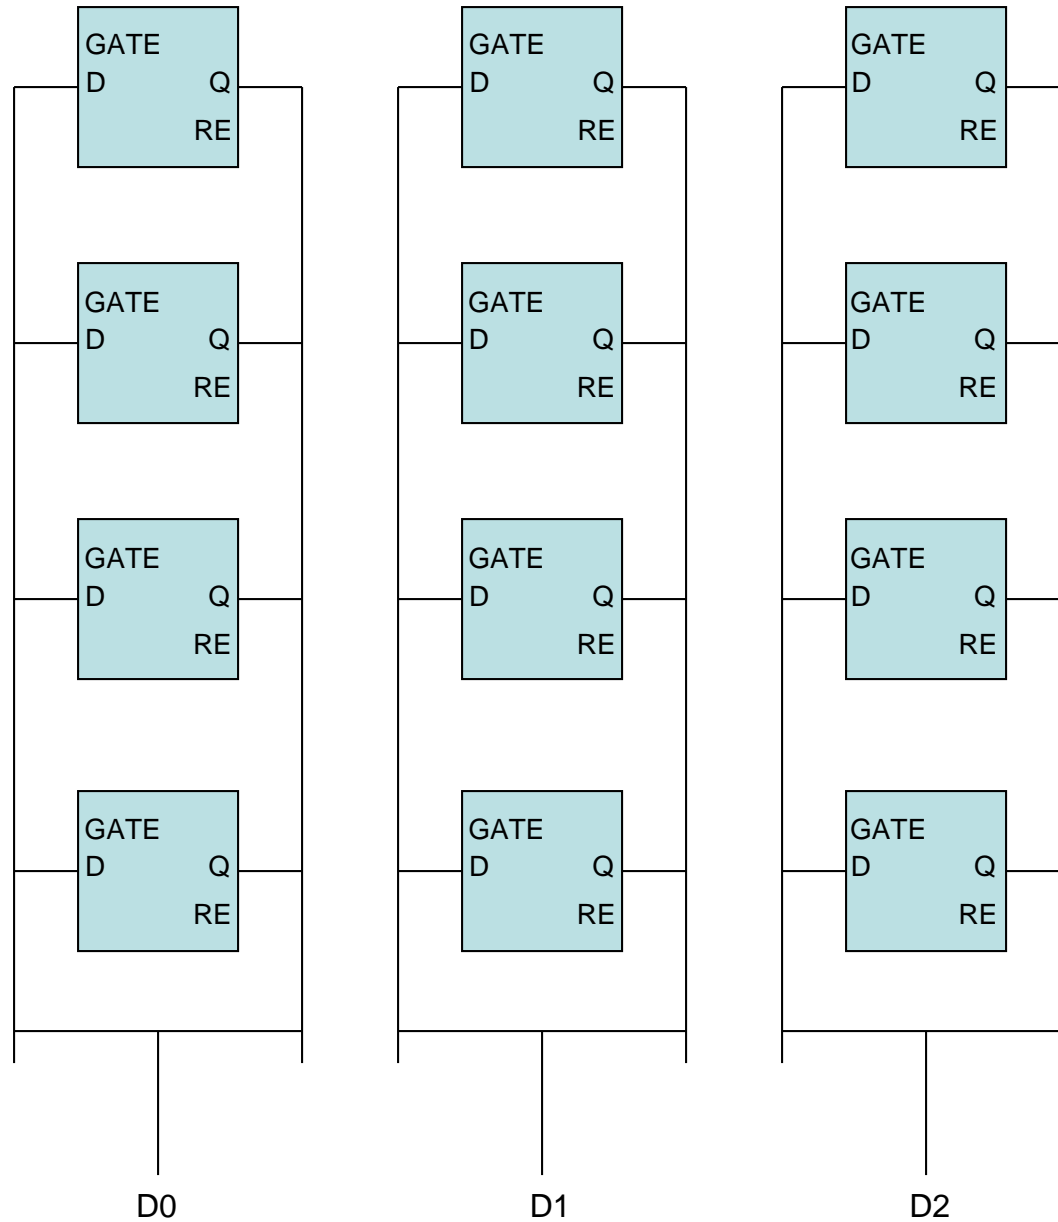 GATE
D Q
RE
GATE
D Q
RE
GATE
D Q
RE
GATE
D Q
RE
GATE
D Q
RE
GATE
D Q
RE
GATE
D Q
RE
GATE
D Q
RE
GATE
D Q
RE
GATE
D Q
RE
GATE
D Q
RE
GATE
D Q
RE
D0 D1 D2